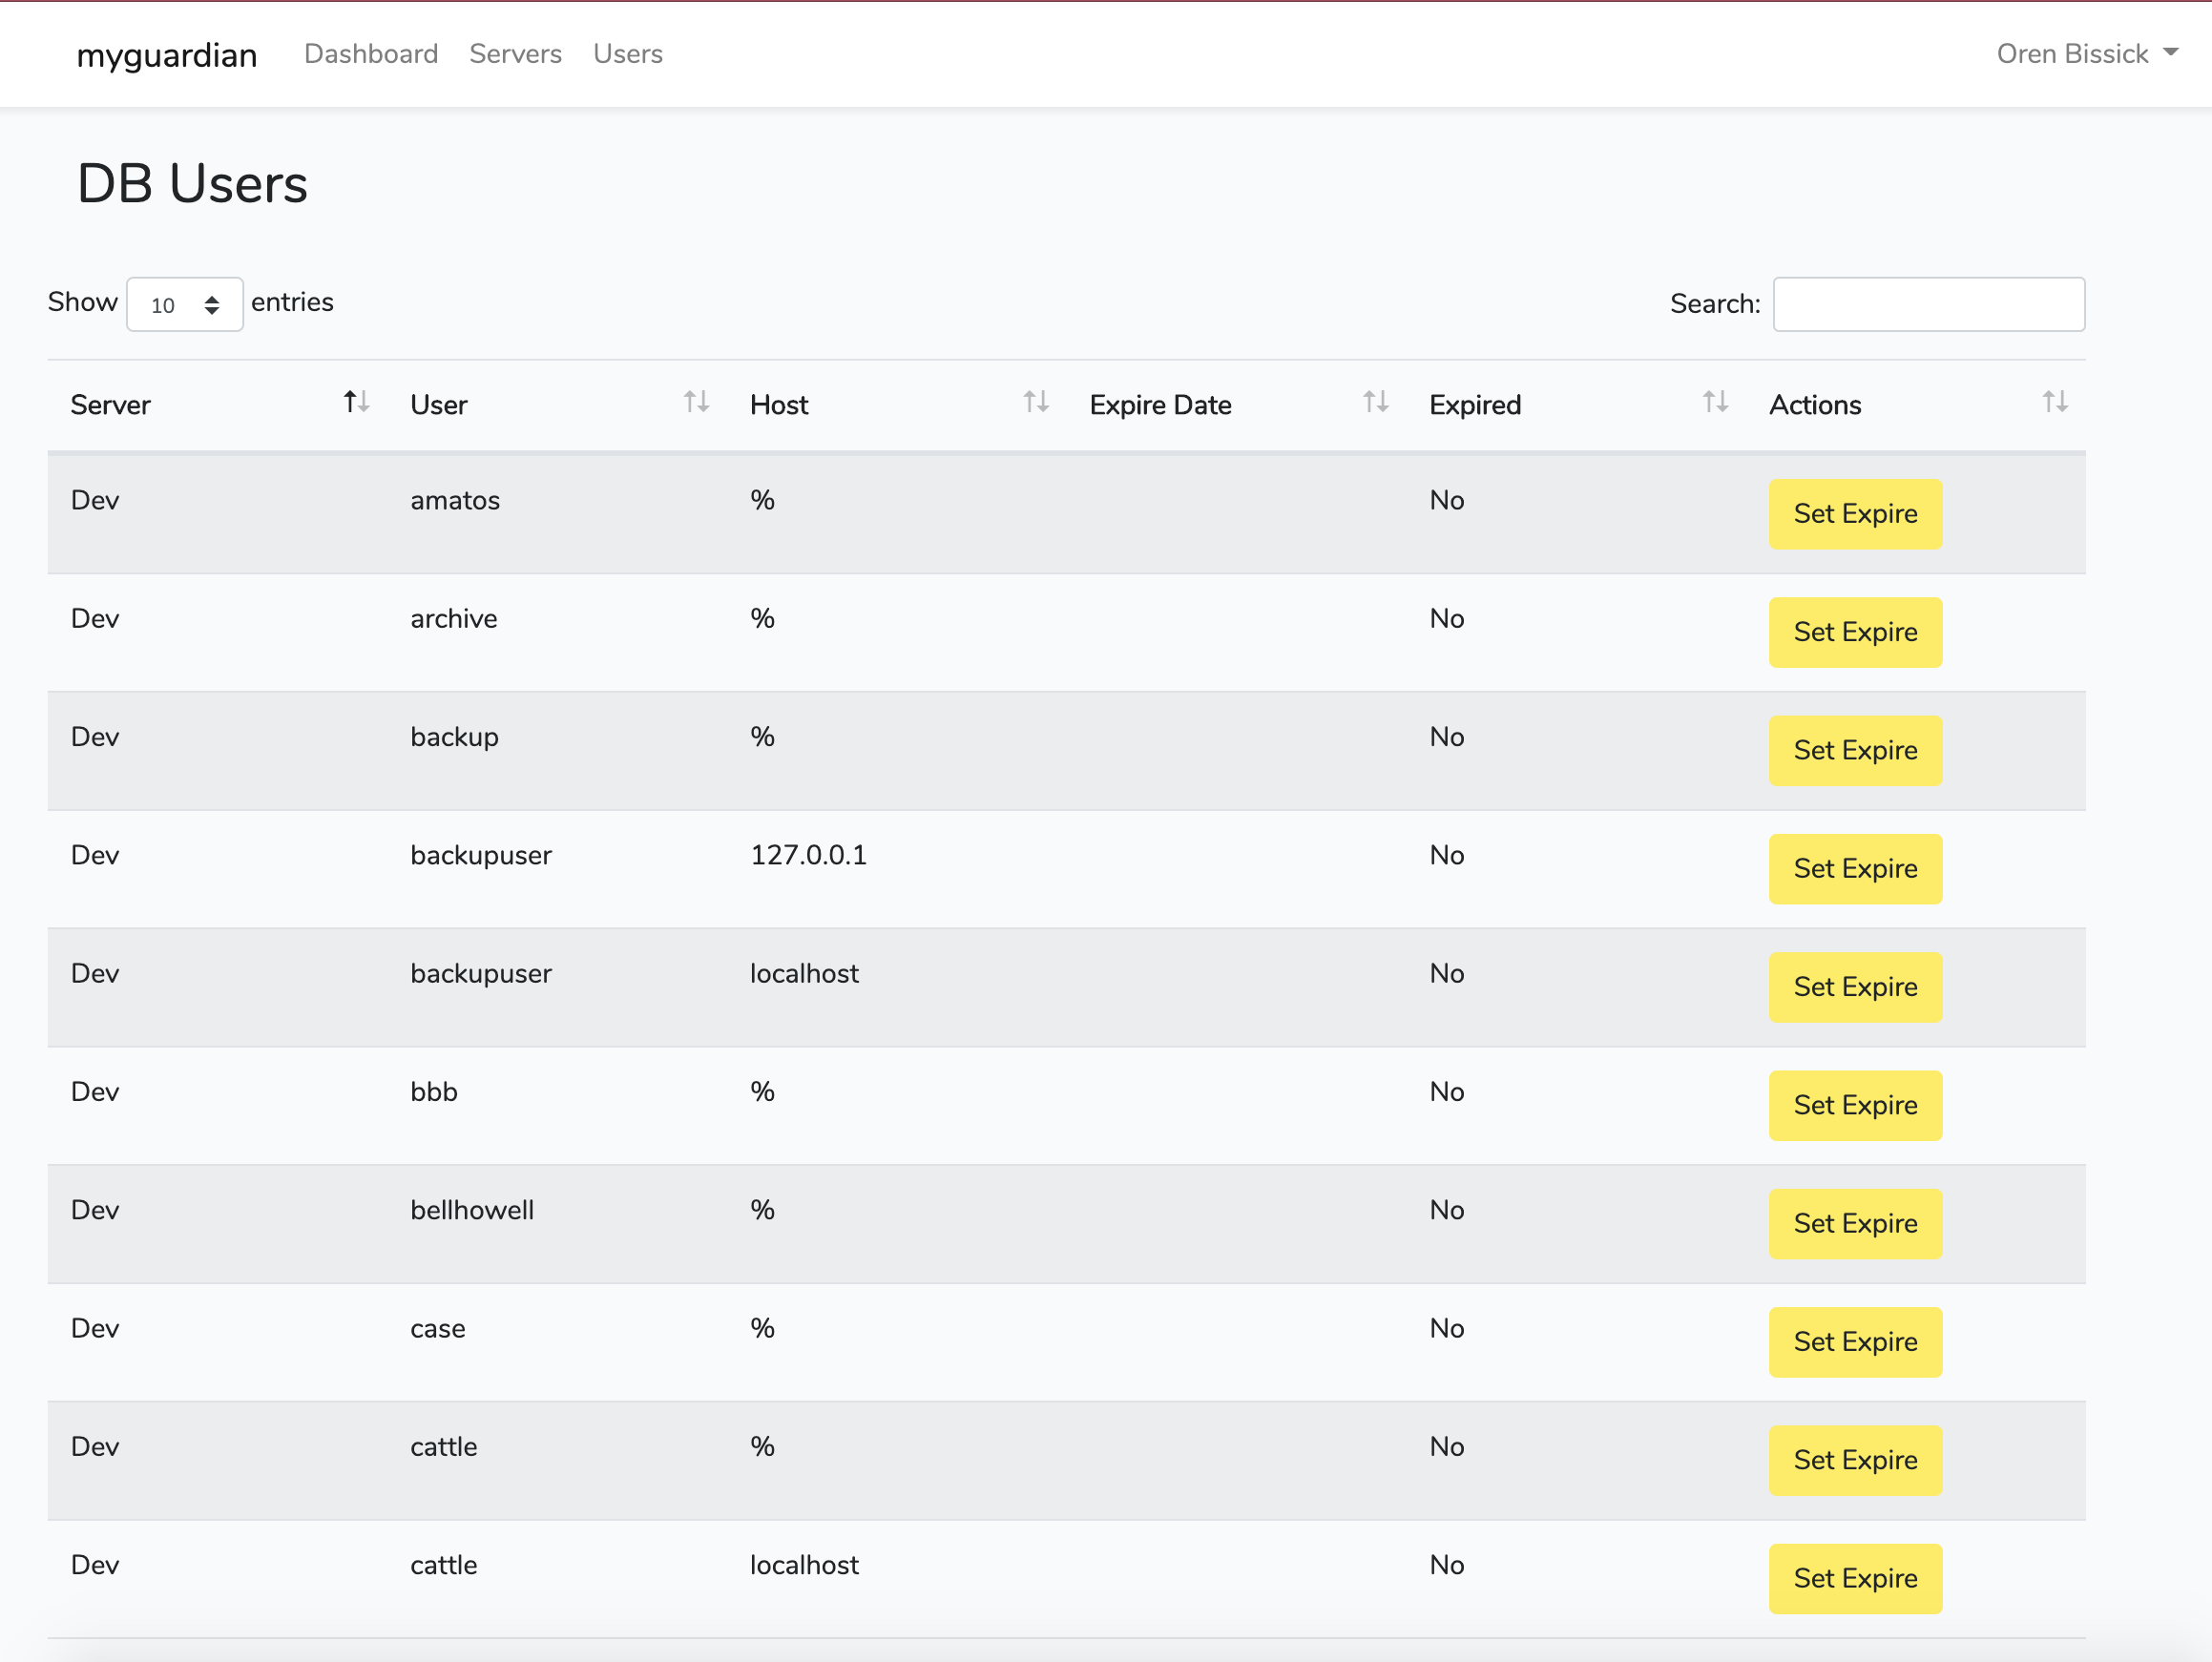 myguardian Dashboard Servers Users Oren Bissick
DB Users
Show 10 entries Search:
Server User Host Expire Date Expired Actions
Dev amatos % No Set Expire
Dev archive % No Set Expire
Dev backup % No Set Expire
Dev backupuser 127.0.0.1 No Set Expire
Dev backupuser localhost No Set Expire
Dev bbb % No Set Expire
Dev bellhowell % No Set Expire
Dev case % No Set Expire
Dev cattle % No Set Expire
Dev cattle localhost No Set Expire